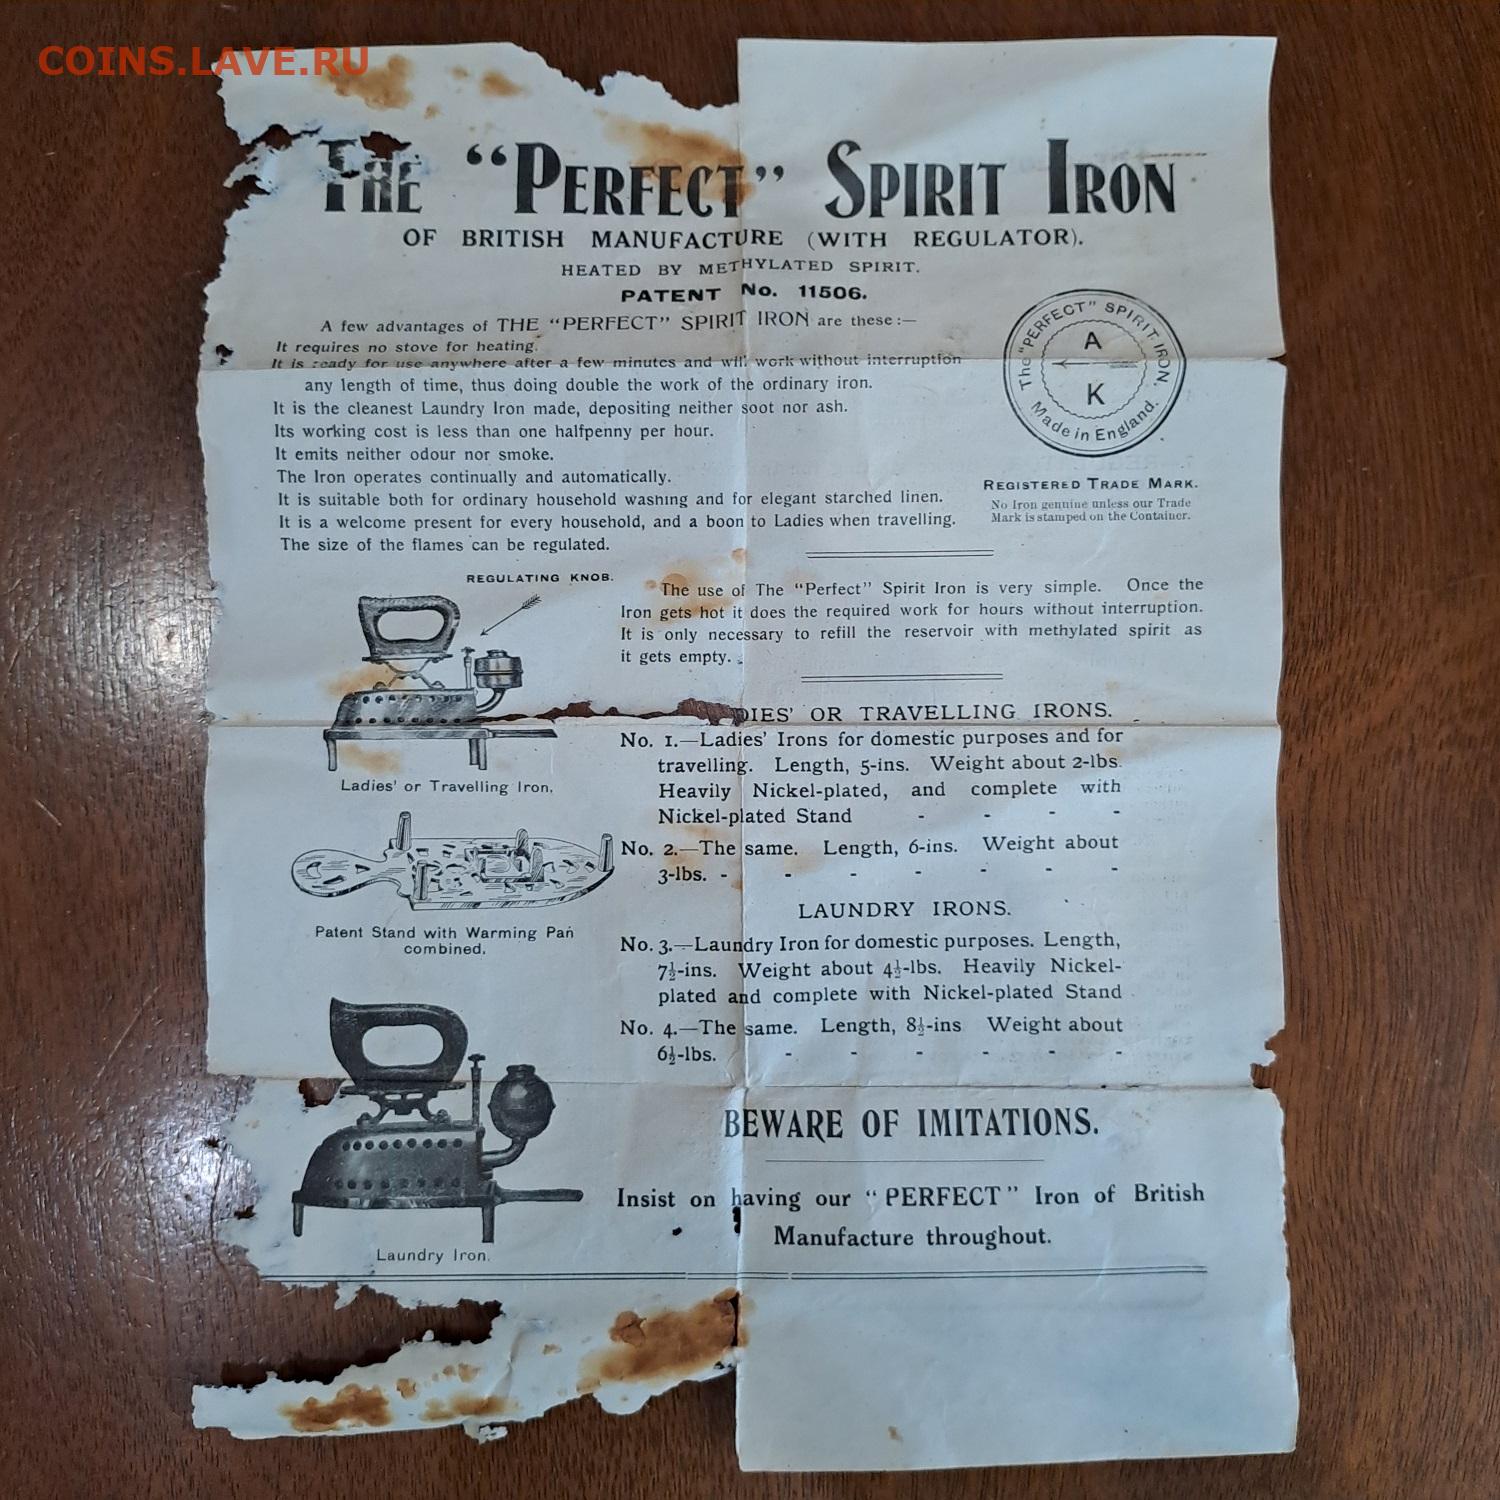 COINS.LAVE.RU
THE “PERFECT” SPIRIT IRON
OF BRITISH MANUFACTURE (WITH REGULATOR).
HEATED BY METHYLATED SPIRIT.
PATENT No. 11506.
A few advantages of THE “PERFECT” SPIRIT IRON are these:—
It requires no stove for heating.
It is ready for use anywhere after a few minutes and will work without interruption
any length of time, thus doing double the work of the ordinary iron.
It is the cleanest Laundry Iron made, depositing neither soot nor ash.
Its working cost is less than one halfpenny per hour.
It emits neither odour nor smoke.
The Iron operates continually and automatically.
It is suitable both for ordinary household washing and for elegant starched linen.
It is a welcome present for every household, and a boon to Ladies when travelling.
The size of the flames can be regulated.
The “PERFECT” SPIRIT IRON.
A
K
Made in England.
REGISTERED TRADE MARK.
No Iron genuine unless our Trade
Mark is stamped on the Container.
REGULATING KNOB.
The use of The “Perfect” Spirit Iron is very simple. Once the
Iron gets hot it does the required work for hours without interruption.
It is only necessary to refill the reservoir with methylated spirit as
it gets empty.
Ladies’ or Travelling Iron.
DIES’ OR TRAVELLING IRONS.
No. 1.—Ladies’ Irons for domestic purposes and for
travelling. Length, 5-ins. Weight about 2-lbs.
Heavily Nickel-plated, and complete with
Nickel-plated Stand - - - -
No. 2.—The same. Length, 6-ins. Weight about
3-lbs. - - - - - - -
Patent Stand with Warming Pan
combined.
LAUNDRY IRONS.
No. 3.—Laundry Iron for domestic purposes. Length,
7½-ins. Weight about 4½-lbs. Heavily Nickel-
plated and complete with Nickel-plated Stand
No. 4.—The same. Length, 8½-ins Weight about
6½-lbs. - - - - - -
Laundry Iron.
BEWARE OF IMITATIONS.
Insist on having our “PERFECT” Iron of British
Manufacture throughout.